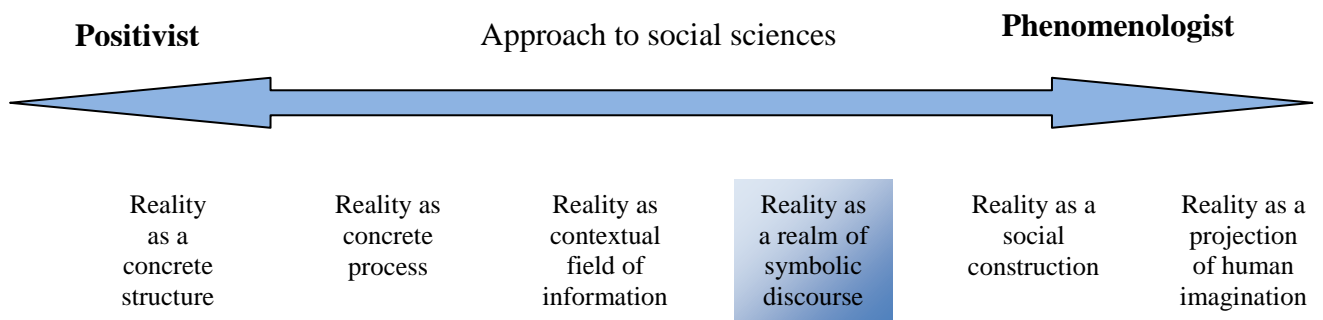 Positivist
Approach to social sciences
Phenomenologist
Reality
as a
concrete
structure
Reality as
concrete
process
Reality as
contextual
field of
information
Reality as
a realm of
symbolic
discourse
Reality as a
social
construction
Reality as a
projection
of human
imagination